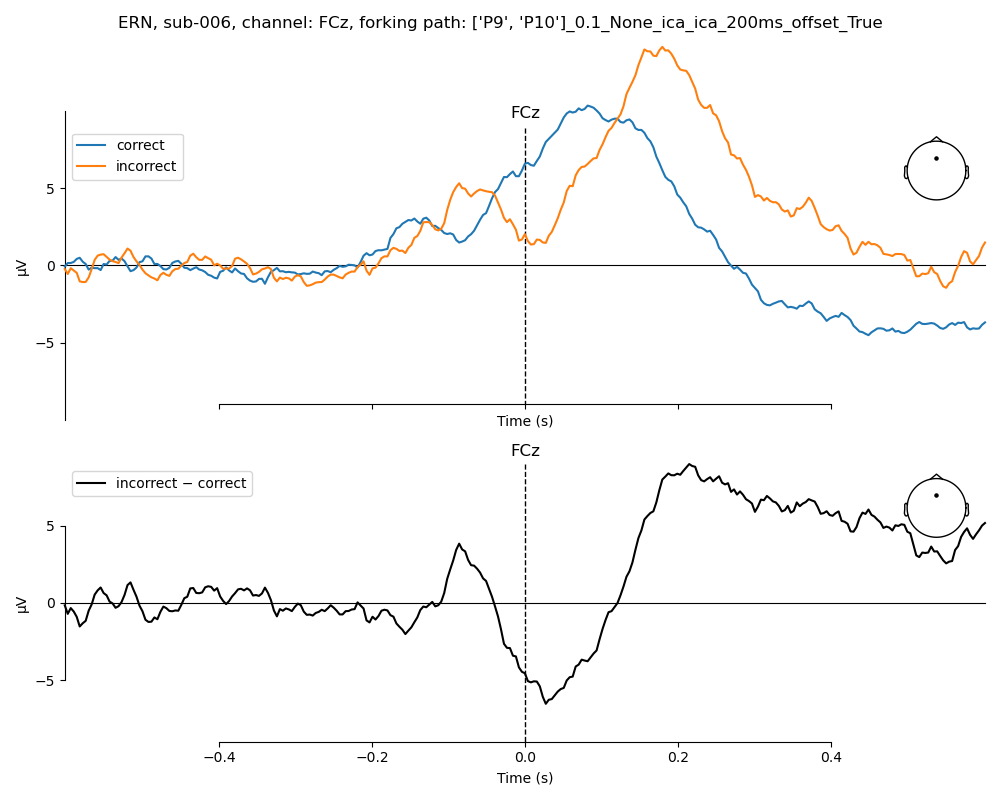 ERN, sub-006, channel: FCz, forking path: ['P9', 'P10']_0.1_None_ica_ica_200ms_offset_True
FCz
correct
incorrect
5
0
−5
µV
Time (s)
FCz
incorrect − correct
5
0
−5
µV
−0.4 −0.2 0.0 0.2 0.4
Time (s)